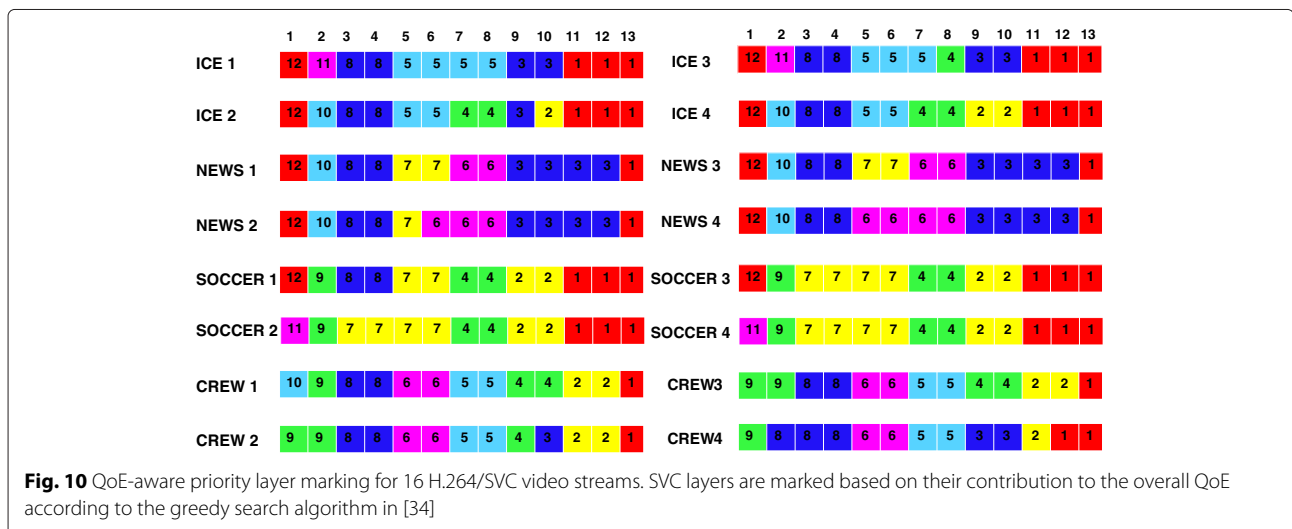 1 2 3 4 5 6 7 8 9 10 11 12 13
ICE 1 12 11 8 8 5 5 5 5 3 3 1 1 1
ICE 2 12 10 8 8 5 5 4 4 3 2 1 1 1
NEWS 1 12 10 8 8 7 7 6 6 3 3 3 3 1
NEWS 2 12 10 8 8 7 6 6 6 3 3 3 3 1
SOCCER 1 12 9 8 8 7 7 4 4 2 2 1 1 1
SOCCER 2 11 9 7 7 7 7 4 4 2 2 1 1 1
CREW 1 10 9 8 8 6 6 5 5 4 4 2 2 1
CREW 2 9 9 8 8 6 6 5 5 4 3 2 2 1
1 2 3 4 5 6 7 8 9 10 11 12 13
ICE 3 12 11 8 8 5 5 5 4 3 3 1 1 1
ICE 4 12 10 8 8 5 5 4 4 2 2 1 1 1
NEWS 3 12 10 8 8 7 7 6 6 3 3 3 3 1
NEWS 4 12 10 8 8 6 6 6 6 3 3 3 3 1
SOCCER 3 12 9 7 7 7 7 4 4 2 2 1 1 1
SOCCER 4 11 9 7 7 7 7 4 4 2 2 1 1 1
CREW3 9 9 8 8 6 6 5 5 4 4 2 2 1
CREW4 9 8 8 8 6 6 5 5 3 3 2 1 1
Fig. 10 QoE-aware priority layer marking for 16 H.264/SVC video streams. SVC layers are marked based on their contribution to the overall QoE
according to the greedy search algorithm in [34]